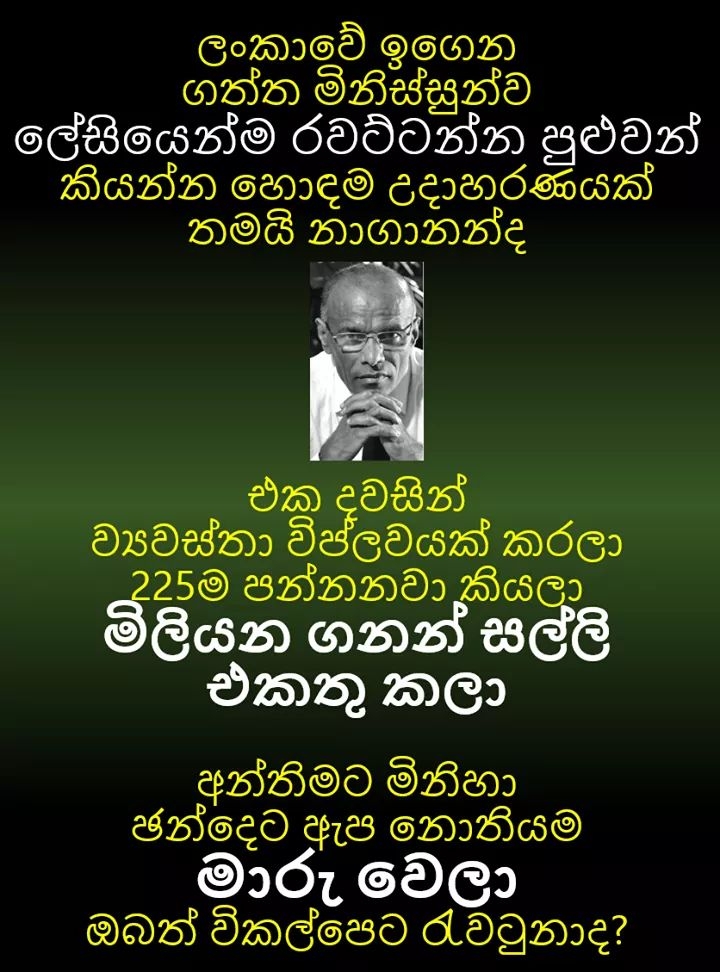 ලංකාවේ ඉගෙන
ගත්ත මිනිස්සුන්ව
ලේසියෙන්ම රවට්ටන්න පුළුවන්
කියන්න හොඳම උදාහරණයක්
තමයි නාගානන්ද
එක දවසින්
ව්‍යවස්තා විප්ලවයක් කරලා
225ම පන්නනවා කියලා
මිලියන ගනන් සල්ලි
එකතු කලා
අන්තිමට මිනිහා
ඡන්දෙට ඇප නොතියම
මාරු වෙලා
ඔබත් විකල්පෙට රැවටුනාද?